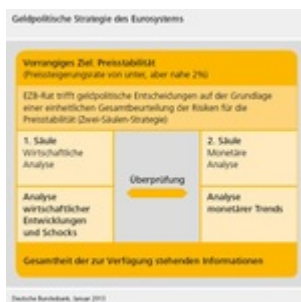 Geldpolitische Strategie des Eurosystems
Vorrangiges Ziel: Preisstabilität
(Preissteigerungsrate von unter, aber nahe 2%)
EZB-Rat trifft geldpolitische Entscheidungen auf der Grundlage
einer einheitlichen Gesamtbeurteilung der Risiken für die
Preisstabilität (Zwei-Säulen-Strategie)
1. Säule
Wirtschaftliche
Analyse
Überprüfung
2. Säule
Monetäre
Analyse
Analyse
wirtschaftlicher
Entwicklungen
und Schocks
Analyse
monetärer Trends
Gesamtheit der zur Verfügung stehenden Informationen
Deutsche Bundesbank, Januar 2013